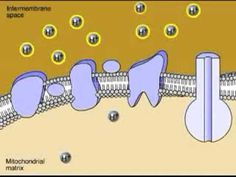 Intermembrane
space
H+
H+
H+
H+
H+
H+
H+
H+
H+
H+
Mitochondrial
matrix